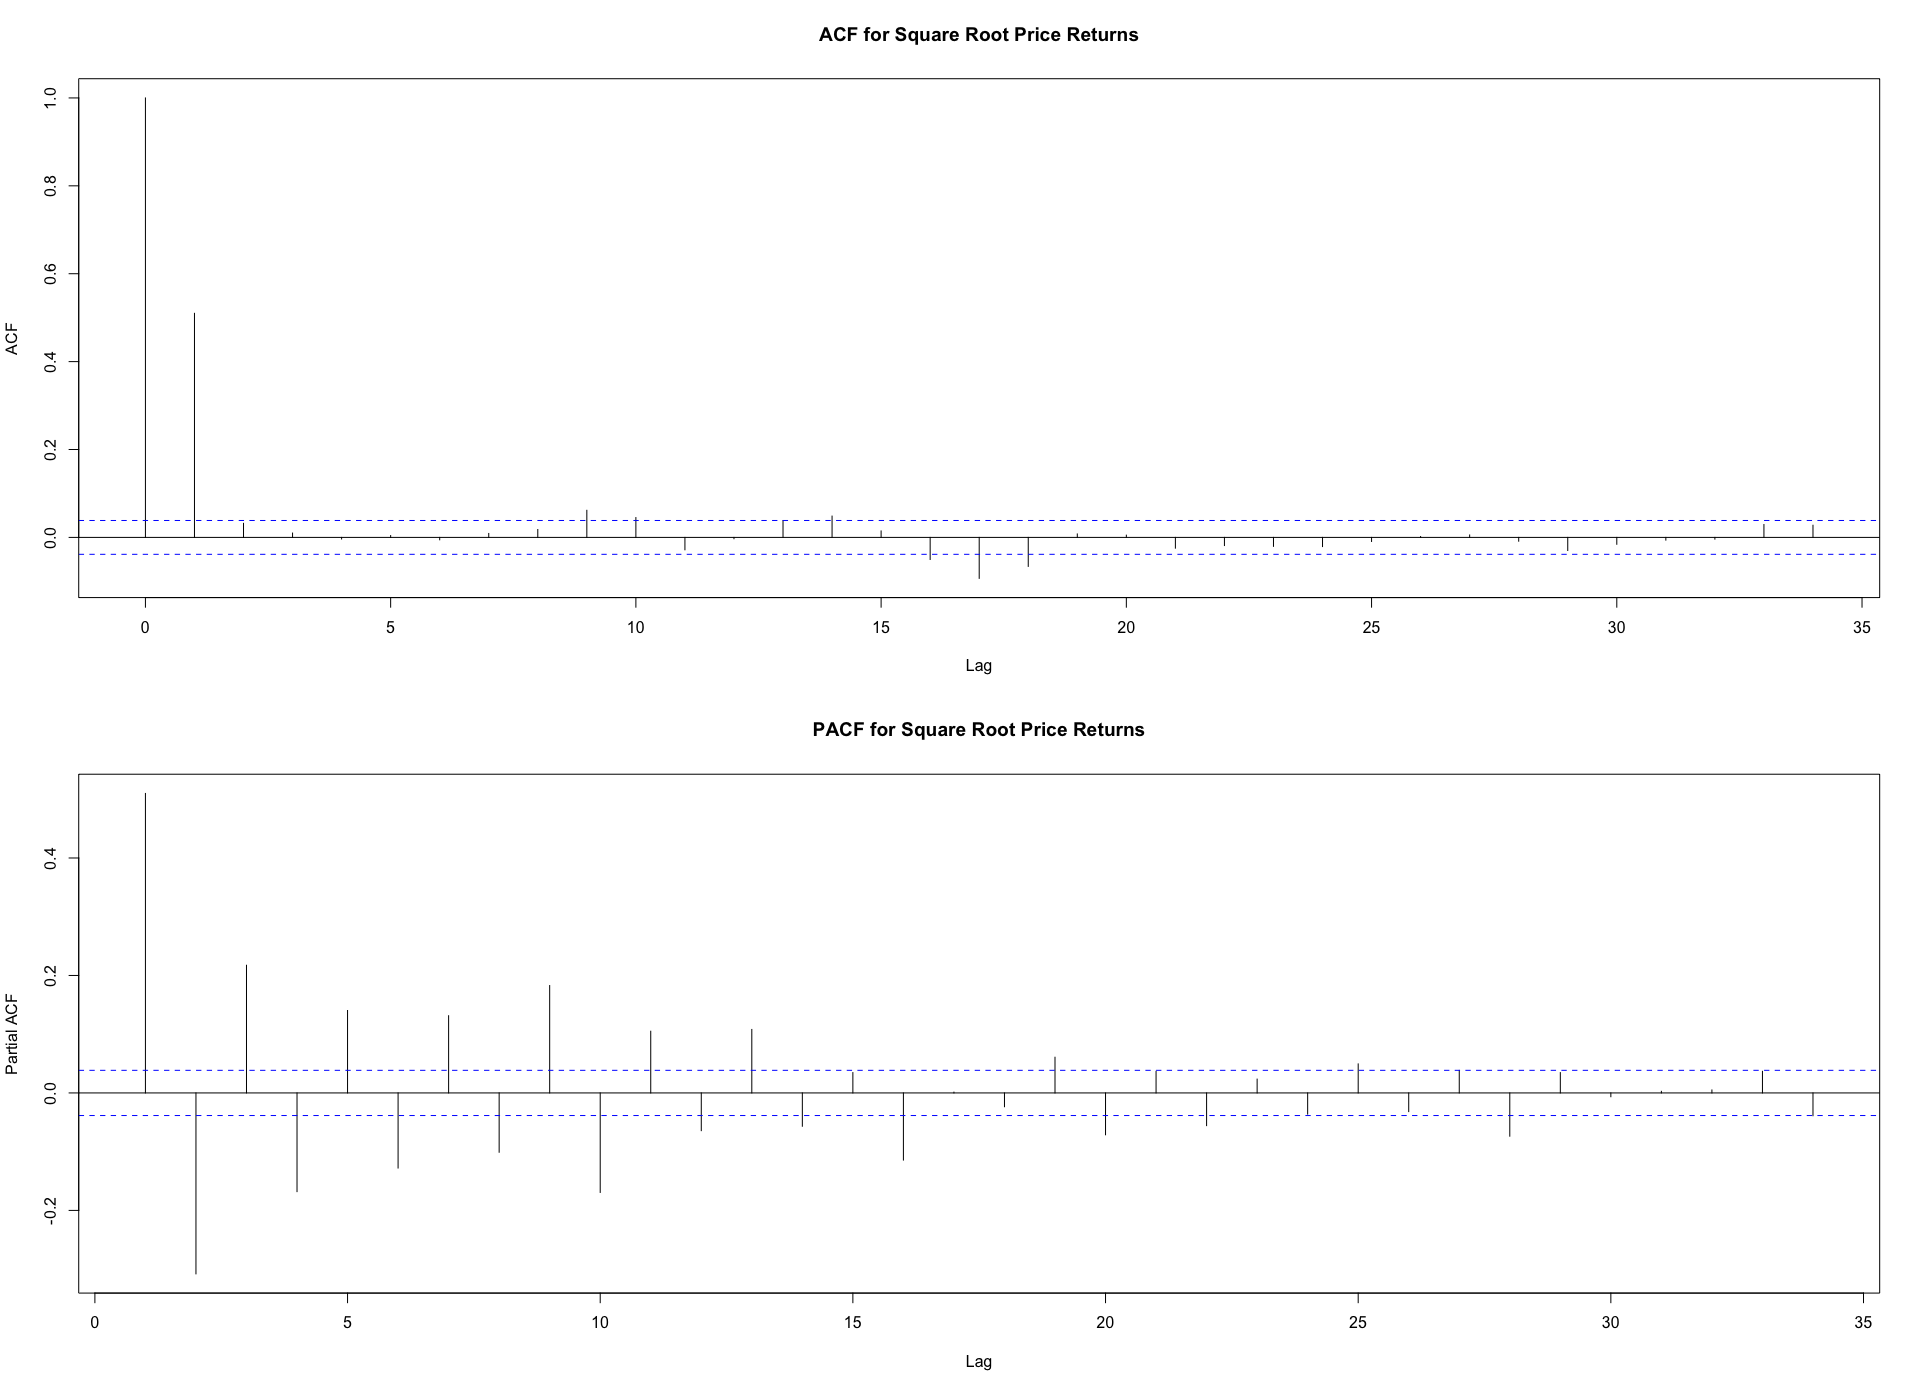 ACF for Square Root Price Returns
1.0
0.8
0.6
0.4
0.2
0.0
ACF
0 5 10 15 20 25 30 35
Lag
PACF for Square Root Price Returns
0.4
0.2
0.0
-0.2
Partial ACF
0 5 10 15 20 25 30 35
Lag